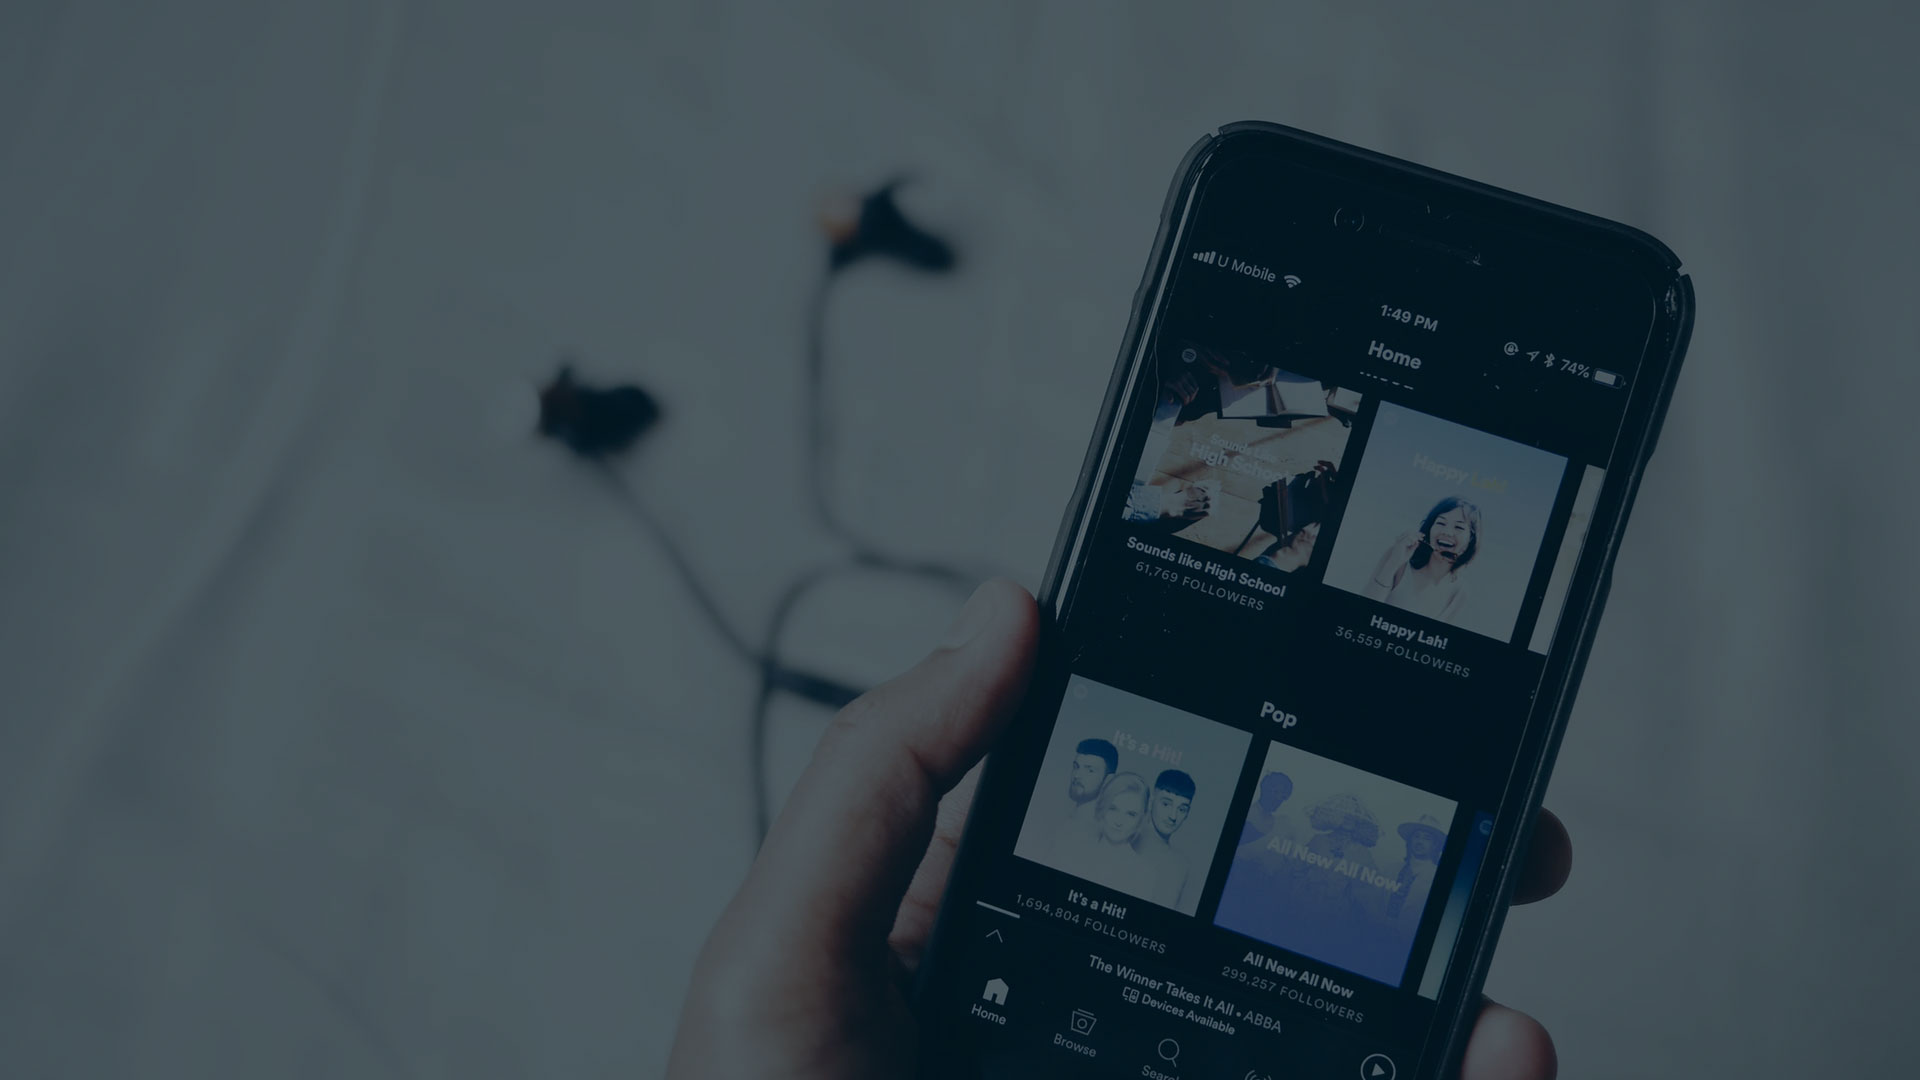 U Mobile
1:49 PM
74%
Home
Sounds Like
High School
Happy Lah!
Sounds like High School
61,769 FOLLOWERS
Happy Lah!
36,559 FOLLOWERS
Pop
It's a Hit!
All New All Now
It's a Hit!
1,694,804 FOLLOWERS
All New All Now
299,257 FOLLOWERS
The Winner Takes It All • ABBA
Devices Available
Home
Browse
Search